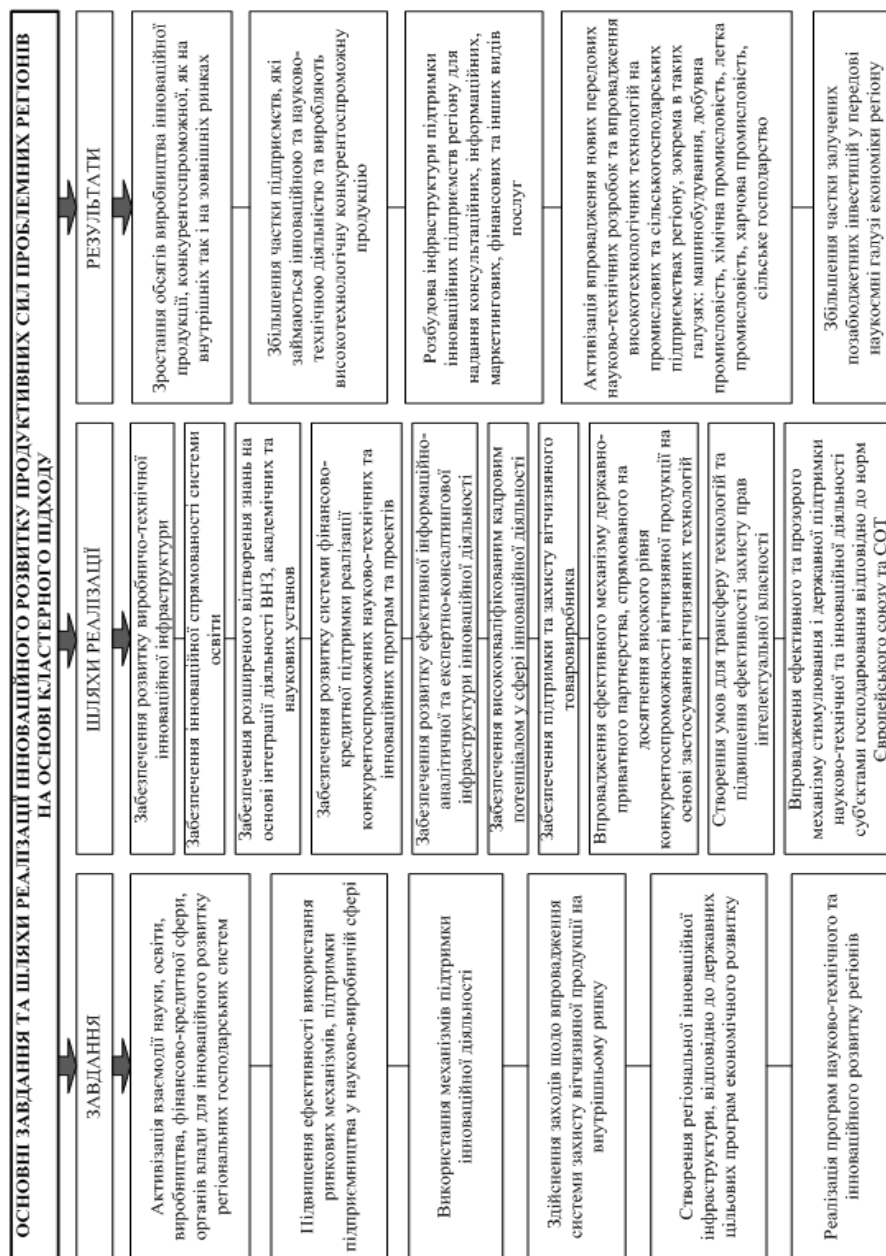 ОСНОВНІ ЗАВДАННЯ ТА ШЛЯХИ РЕАЛІЗАЦІЇ ІННОВАЦІЙНОГО РОЗВИТКУ ПРОДУКТИВНИХ СИЛ ПРОБЛЕМНИХ РЕГІОНІВ
НА ОСНОВІ КЛАСТЕРНОГО ПІДХОДУ
ЗАВДАННЯ
Активізація взаємодії науки, освіти,
виробництва, фінансово-кредитної сфери,
органів влади для інноваційного розвитку
регіональних господарських систем
Підвищення ефективності використання
ринкових механізмів, підтримки
підприємництва у науково-виробничій сфері
Використання механізмів підтримки
інноваційної діяльності
Здійснення заходів щодо впровадження
системи захисту вітчизняної продукції на
внутрішньому ринку
Створення регіональної інноваційної
інфраструктури, відповідно до державних
цільових програм економічного розвитку
Реалізація програм науково-технічного та
інноваційного розвитку регіонів
ШЛЯХИ РЕАЛІЗАЦІЇ
Забезпечення розвитку виробничо-технічної
інноваційної інфраструктури
Забезпечення інноваційної спрямованості системи
освіти
Забезпечення розширеного відтворення знань на
основі інтеграції діяльності ВНЗ, академічних та
наукових установ
Забезпечення розвитку системи фінансово-
кредитної підтримки реалізації
конкурентоспроможних науково-технічних та
інноваційних програм та проектів
Забезпечення розвитку ефективної інформаційно-
аналітичної та експертно-консалтингової
інфраструктури інноваційної діяльності
Забезпечення висококваліфікованим кадровим
потенціалом у сфері інноваційної діяльності
Забезпечення підтримки та захисту вітчизняного
товаровиробника
Впровадження ефективного механізму державно-
приватного партнерства, спрямованого на
досягнення високого рівня
конкурентоспроможності вітчизняної продукції на
основі застосування вітчизняних технологій
Створення умов для трансферу технологій та
підвищення ефективності захисту прав
інтелектуальної власності
Впровадження ефективного та прозорого
механізму стимулювання і державної підтримки
науково-технічної та інноваційної діяльності
суб'єктами господарювання відповідно до норм
Європейського союзу та СОТ
РЕЗУЛЬТАТИ
Зростання обсягів виробництва інноваційної
продукції, конкурентоспроможної, як на
внутрішніх так і на зовнішніх ринках
Збільшення частки підприємств, які
займаються інноваційною та науково-
технічною діяльністю та виробляють
високотехнологічну конкурентоспроможну
продукцію
Розбудова інфраструктури підтримки
інноваційних підприємств регіону для
надання консультаційних, інформаційних,
маркетингових, фінансових та інших видів
послуг
Активізація впровадження нових передових
науково-технічних розробок та впровадження
високотехнологічних технологій на
промислових та сільськогосподарських
підприємствах регіону, зокрема в таких
галузях: машинобудування, добувна
промисловість, хімічна промисловість, легка
промисловість, харчова промисловість,
сільське господарство
Збільшення частки залучених
позабюджетних інвестицій у передові
наукоємні галузі економіки регіону